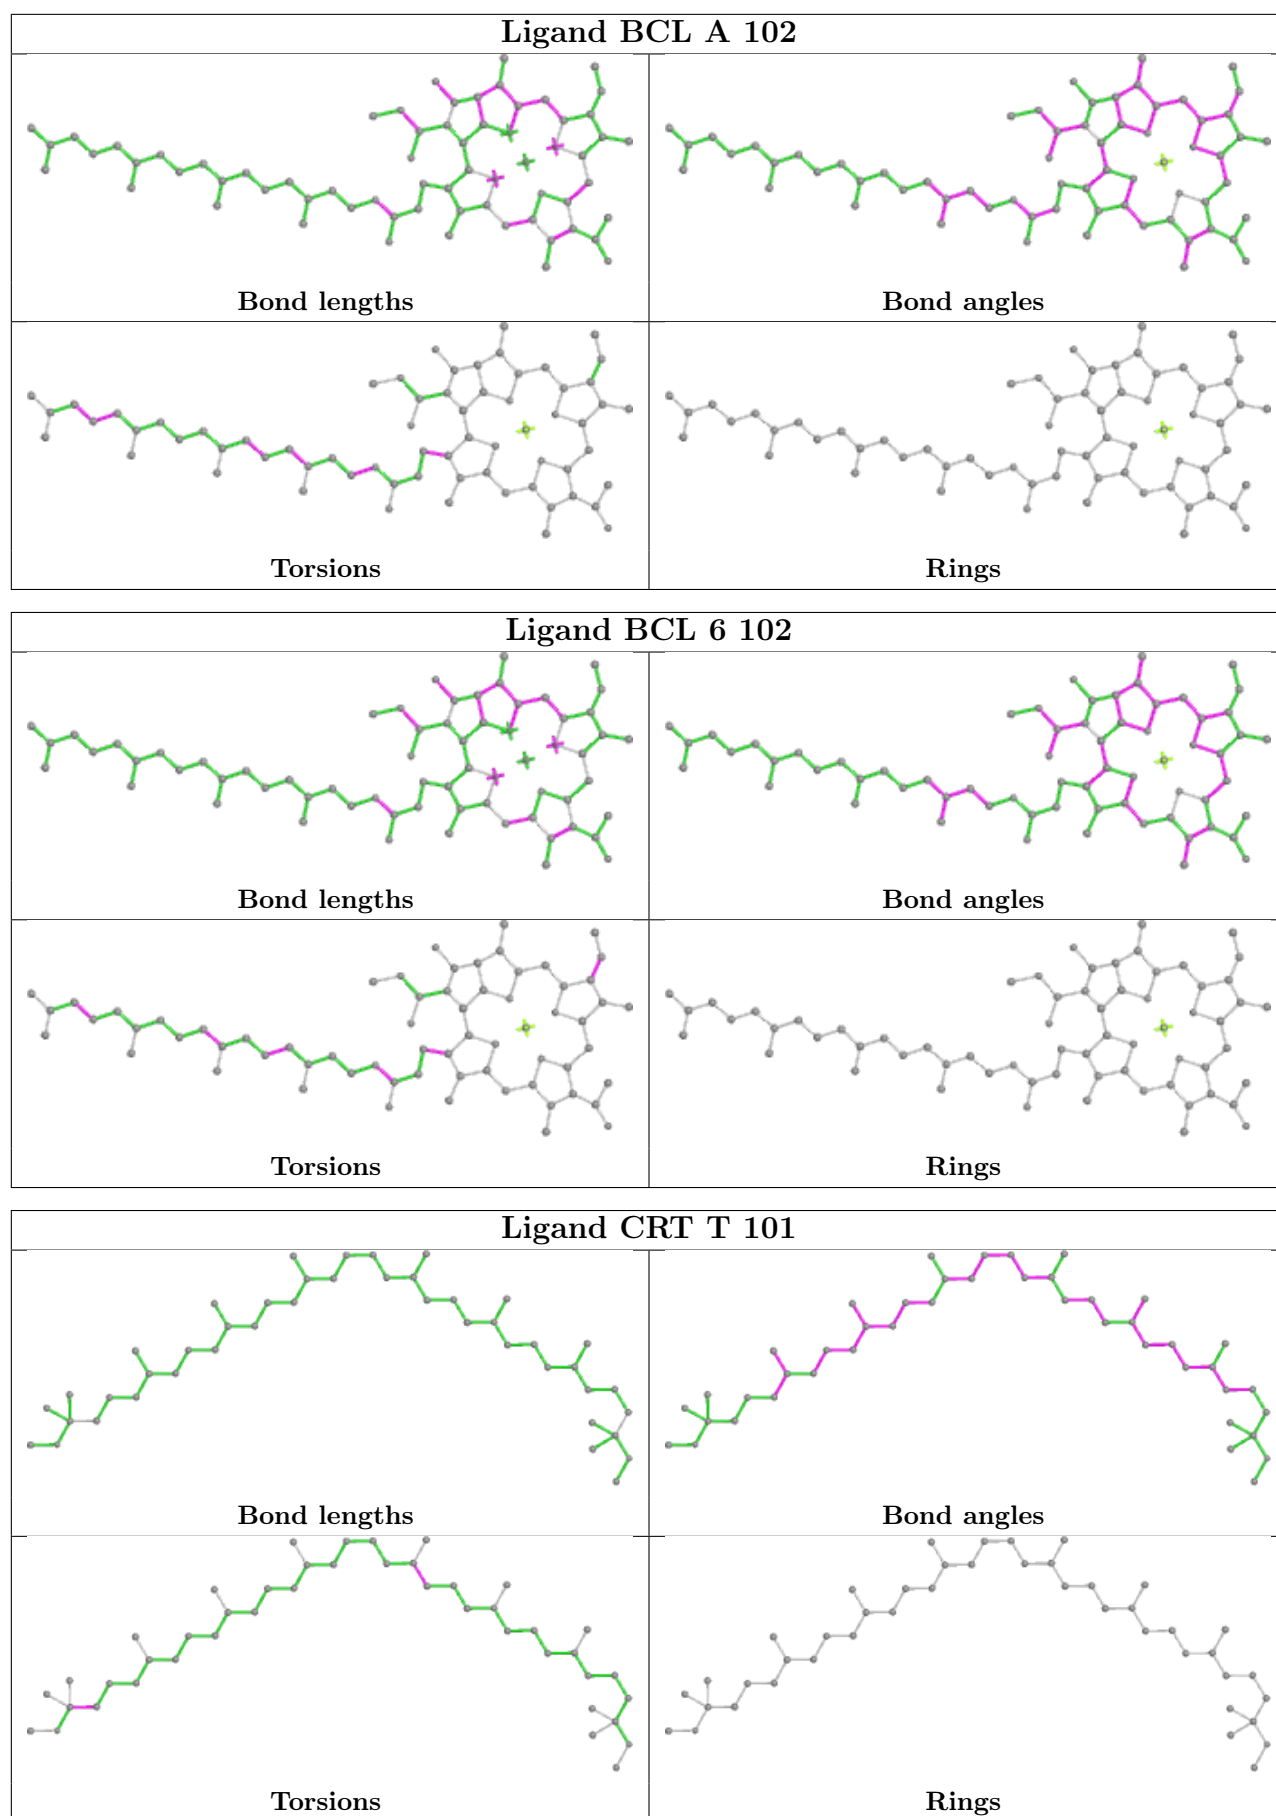 Ligand BCL A 102
Bond lengths
Bond angles
Torsions
Rings
Ligand BCL 6 102
Bond lengths
Bond angles
Torsions
Rings
Ligand CRT T 101
Bond lengths
Bond angles
Torsions
Rings